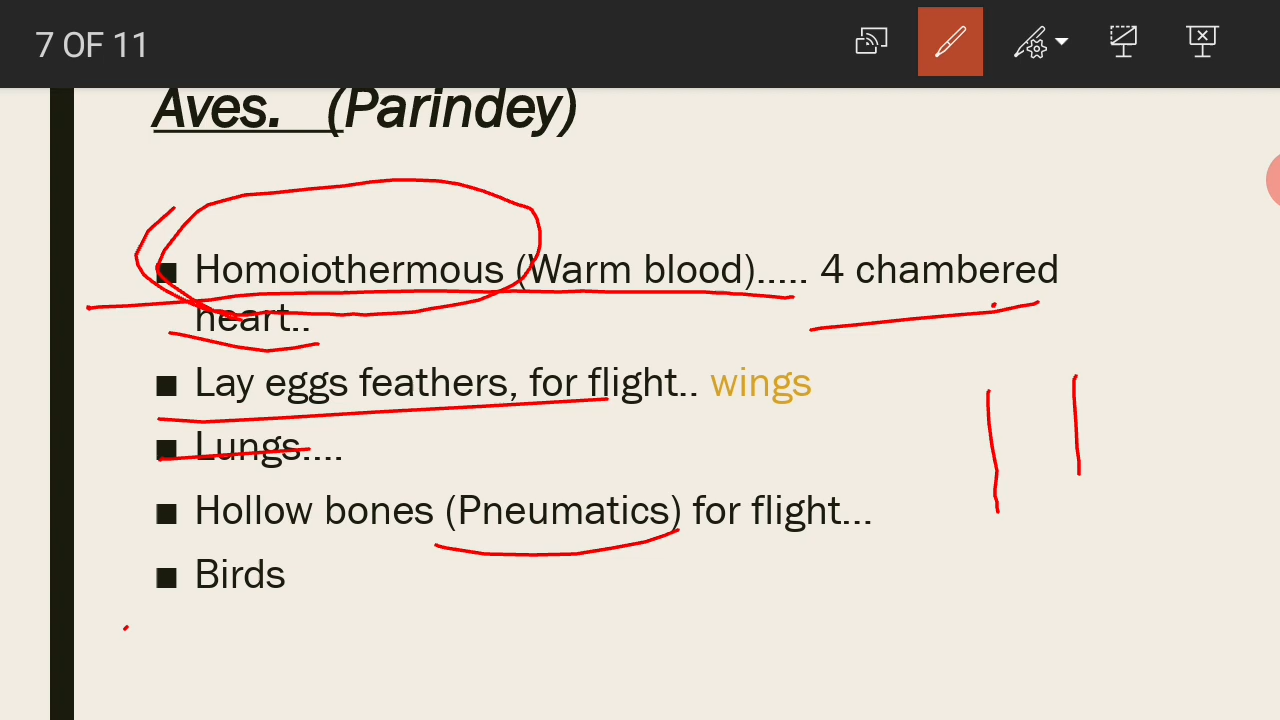 7 OF 11
Aves. (Parindey)
■ Homoiothermous (Warm blood)..... 4 chambered
heart..
■ Lay eggs feathers, for flight.. wings
■ Lungs....
■ Hollow bones (Pneumatics) for flight...
■ Birds